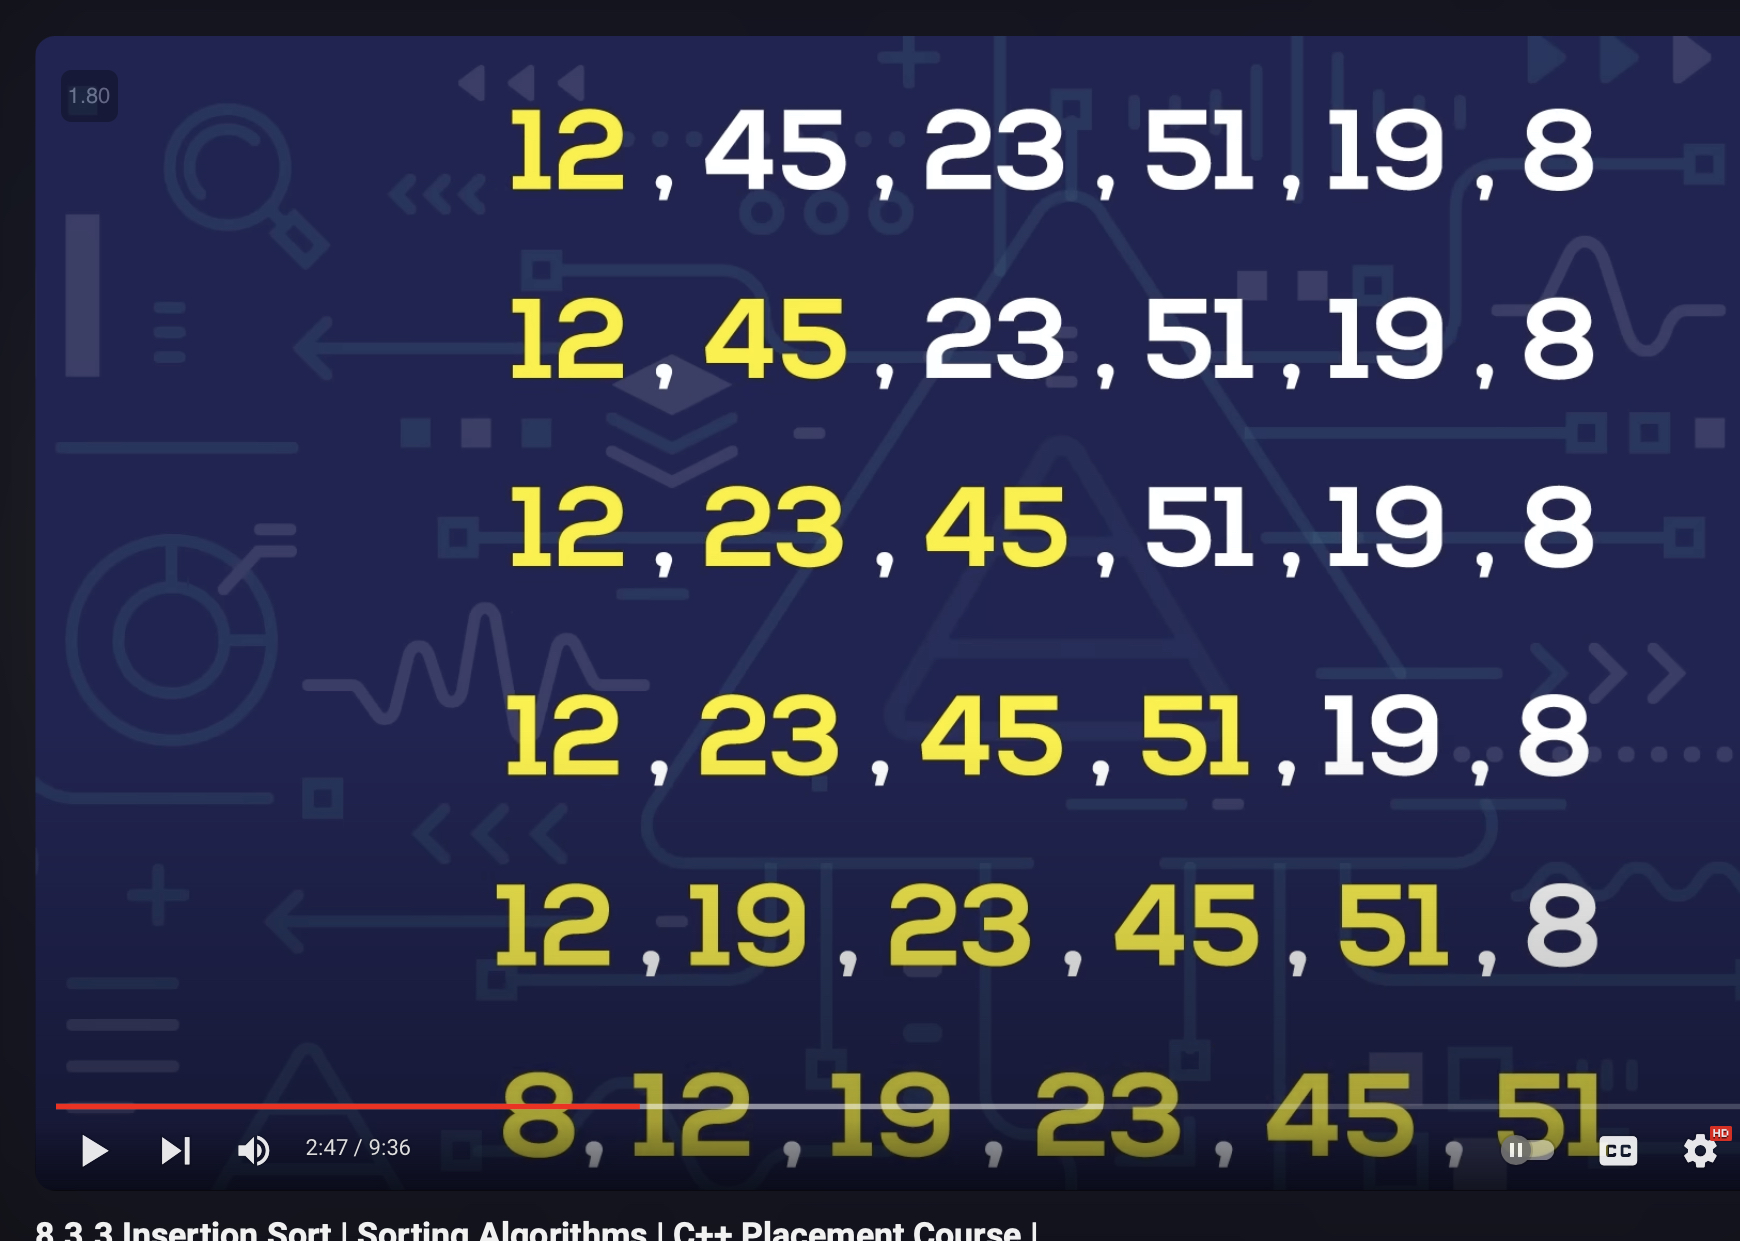 1.80
12 , 45 , 23 , 51 , 19 , 8
12 , 45 , 23 , 51 , 19 , 8
12 , 23 , 45 , 51 , 19 , 8
12 , 23 , 45 , 51 , 19 , 8
12 , 19 , 23 , 45 , 51 , 8
8 , 12 , 19 , 23 , 45 , 51
2:47 / 9:36
CC
HD
8.3.3 Insertion Sort | Sorting Algorithms | C++ Placement Course |